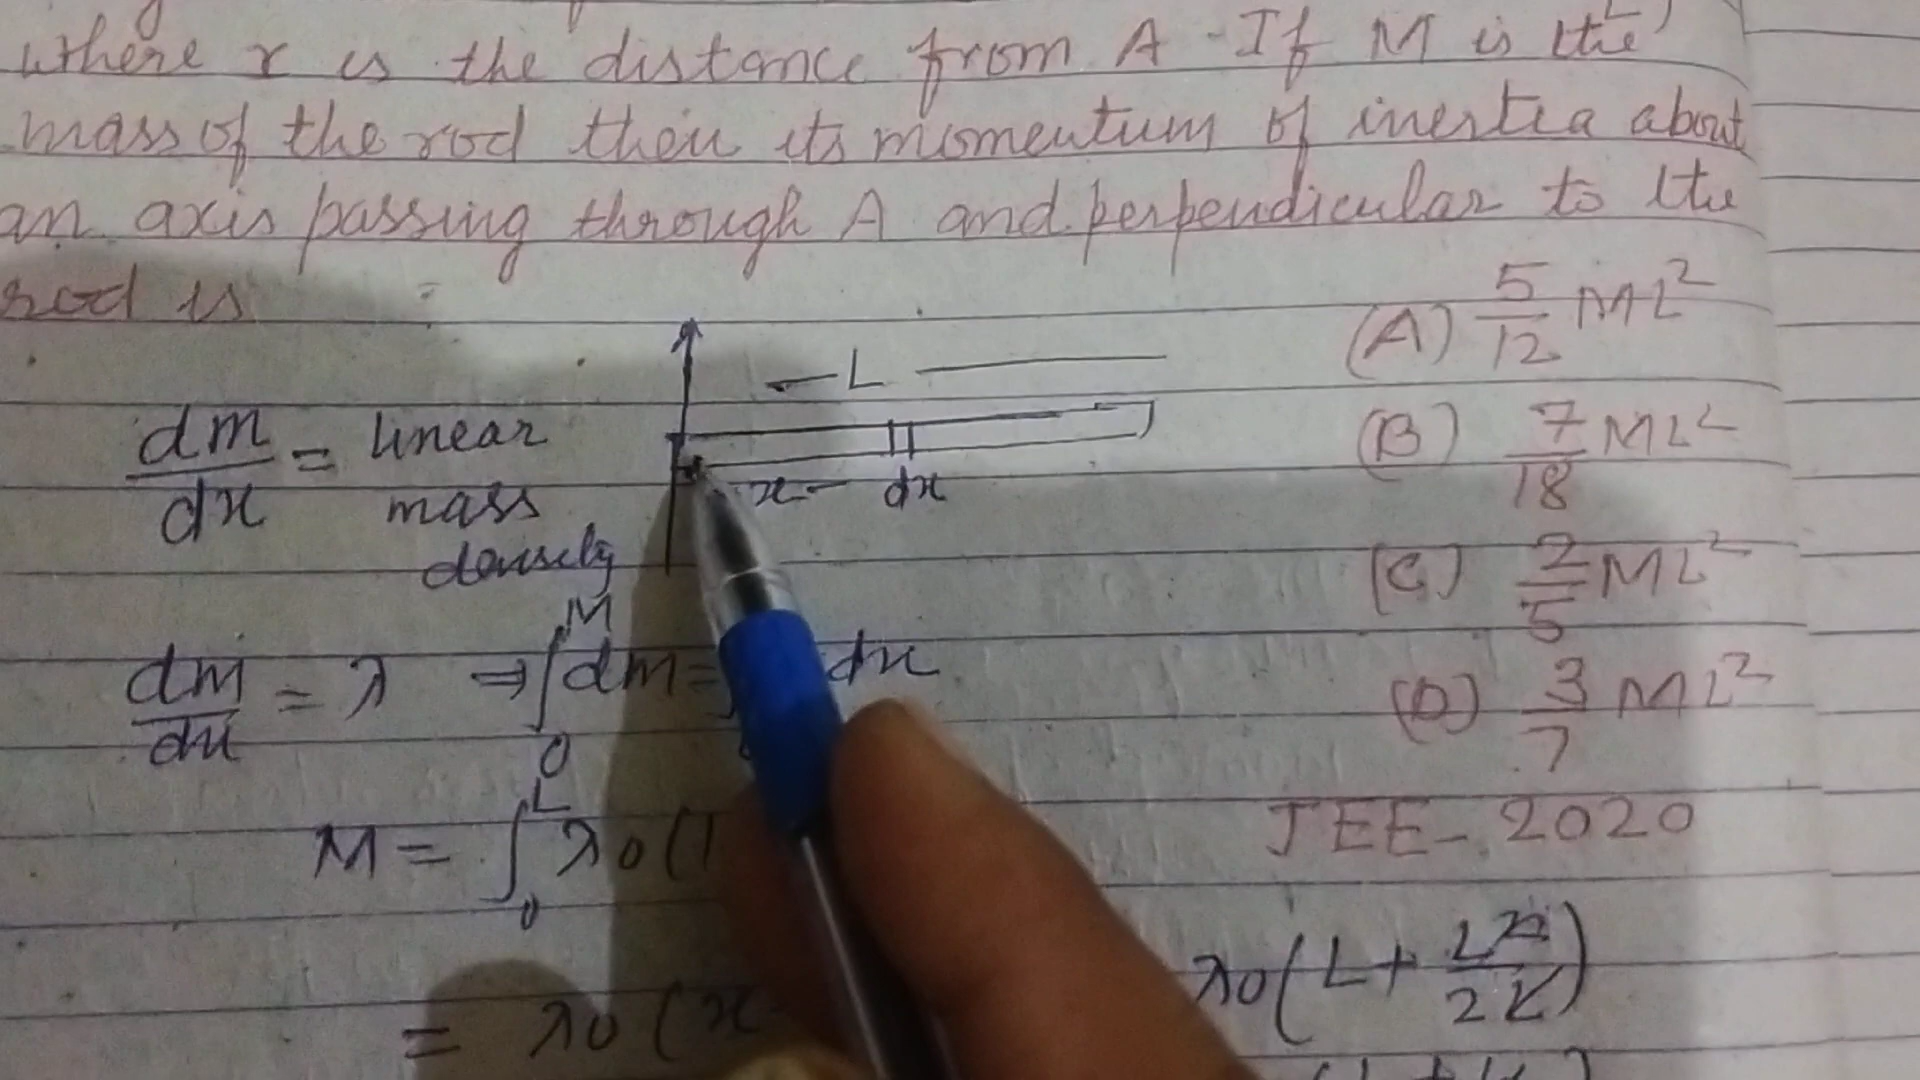 where x is the distance from A. If M is the
mass of the rod then its momentum of inertia about
an axis passing through A and perpendicular to the
rod is
(A) 5/12 ML²
L
(B) 7/18 ML²
dm/dx = linear
mass
density
x dx
(C) 2/5 ML²
dm/dx = λ ⇒ ∫₀ᴹ dm = dx
(D) 3/7 ML²
JEE - 2020
M = ∫₀ᴸ λ0 (1
= λ0 (x
λ0 (L + L²/2L)